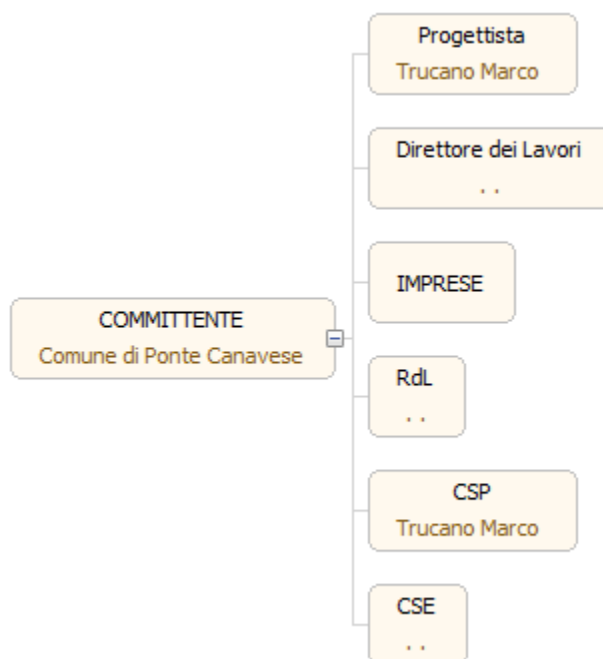 Progettista
Trucano Marco
Direttore dei Lavori
. .
IMPRESE
COMMITTENTE
Comune di Ponte Canavese
RdL
. .
CSP
Trucano Marco
CSE
. .